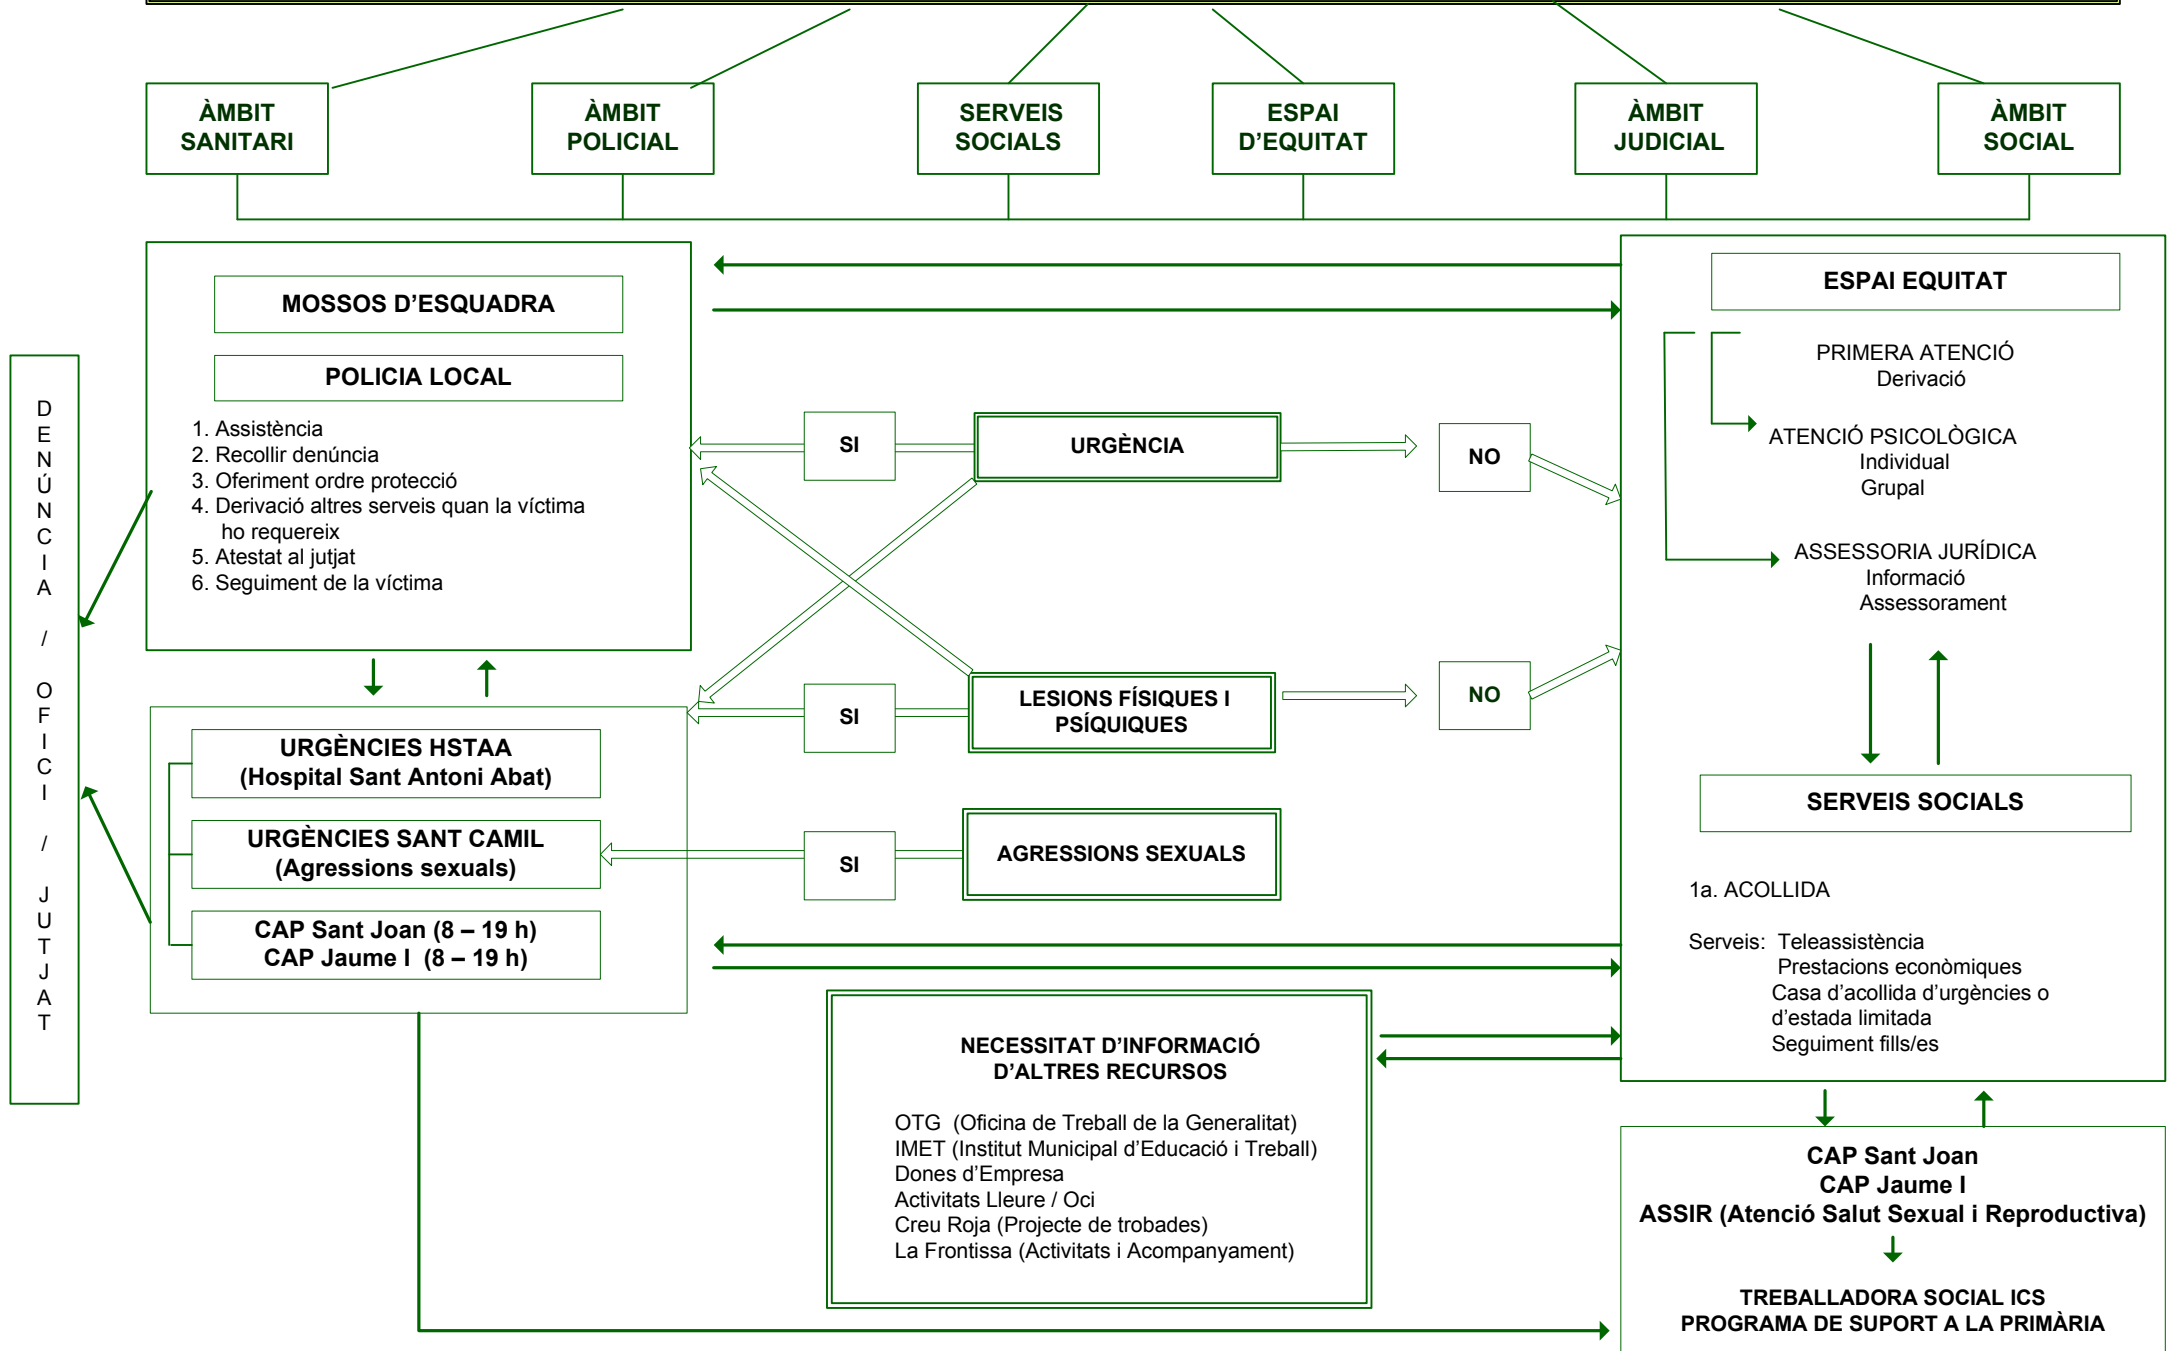 ÀMBIT
SANITARI
ÀMBIT
POLICIAL
SERVEIS
SOCIALS
ESPAI
D'EQUITAT
ÀMBIT
JUDICIAL
ÀMBIT
SOCIAL
DENÚNCIA / OFICI / JUTJAT
MOSSOS D'ESQUADRA
POLICIA LOCAL
1. Assistència
2. Recollir denúncia
3. Oferiment ordre protecció
4. Derivació altres serveis quan la víctima
ho requereix
5. Atestat al jutjat
6. Seguiment de la víctima
URGÈNCIES HSTAA
(Hospital Sant Antoni Abat)
URGÈNCIES SANT CAMIL
(Agressions sexuals)
CAP Sant Joan (8 – 19 h)
CAP Jaume I (8 – 19 h)
SI
URGÈNCIA
NO
SI
LESIONS FÍSIQUES I
PSÍQUIQUES
NO
SI
AGRESSIONS SEXUALS
NECESSITAT D'INFORMACIÓ
D'ALTRES RECURSOS
OTG (Oficina de Treball de la Generalitat)
IMET (Institut Municipal d'Educació i Treball)
Dones d'Empresa
Activitats Lleure / Oci
Creu Roja (Projecte de trobades)
La Frontissa (Activitats i Acompanyament)
ESPAI EQUITAT
PRIMERA ATENCIÓ
Derivació
ATENCIÓ PSICOLÒGICA
Individual
Grupal
ASSESSORIA JURÍDICA
Informació
Assessorament
SERVEIS SOCIALS
1a. ACOLLIDA
Serveis: Teleassistència
Prestacions econòmiques
Casa d'acollida d'urgències o
d'estada limitada
Seguiment fills/es
CAP Sant Joan
CAP Jaume I
ASSIR (Atenció Salut Sexual i Reproductiva)
TREBALLADORA SOCIAL ICS
PROGRAMA DE SUPORT A LA PRIMÀRIA